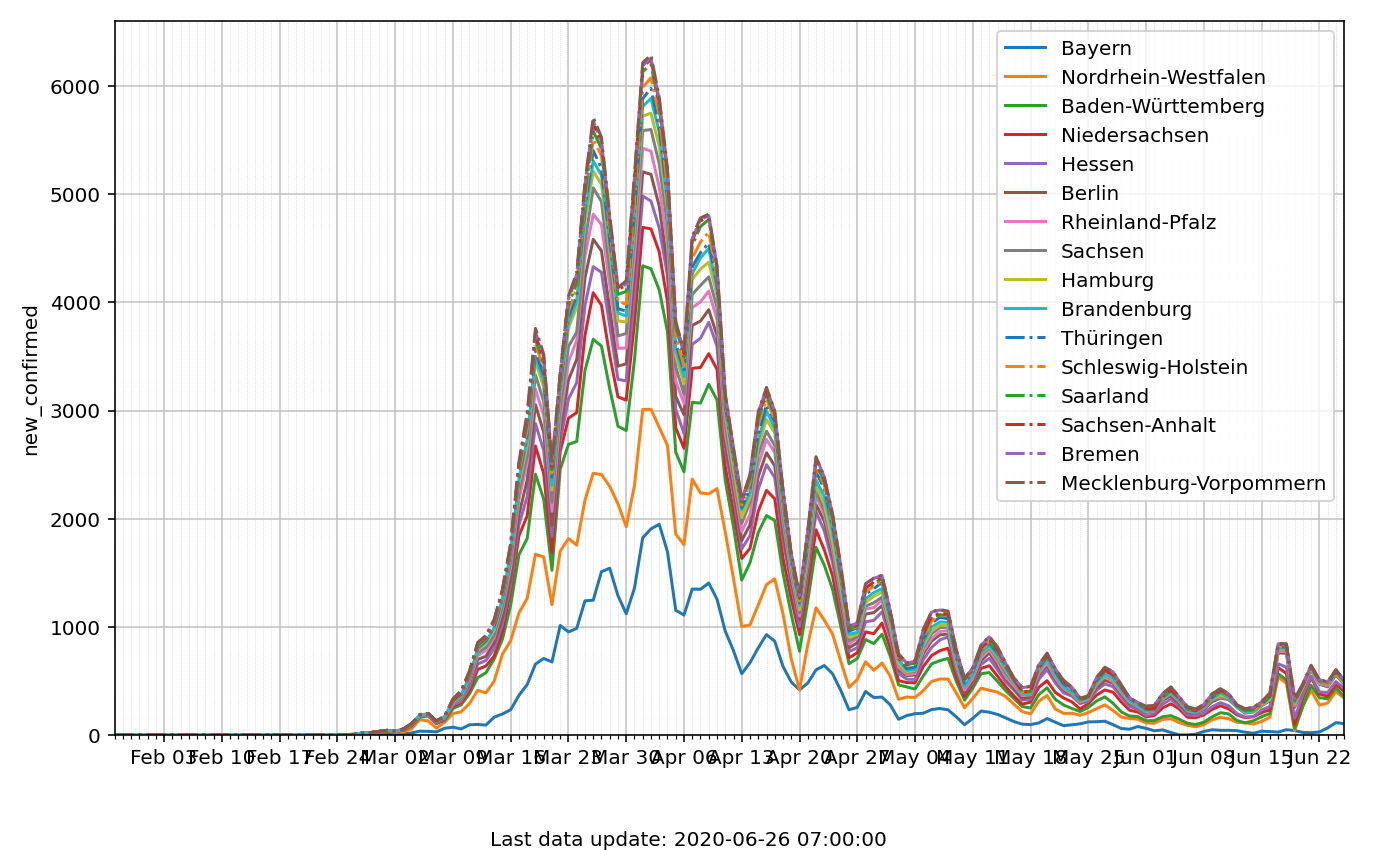 Bayern
Nordrhein-Westfalen
Baden-Württemberg
Niedersachsen
Hessen
Berlin
Rheinland-Pfalz
Sachsen
Hamburg
Brandenburg
Thüringen
Schleswig-Holstein
Saarland
Sachsen-Anhalt
Bremen
Mecklenburg-Vorpommern
new_confirmed
6000
5000
4000
3000
2000
1000
0
Feb 03 Feb 10 Feb 17 Feb 24 Mar 02 Mar 09 Mar 16 Mar 23 Mar 30 Apr 06 Apr 13 Apr 20 Apr 27 May 04 May 11 May 18 May 25 Jun 01 Jun 08 Jun 15 Jun 22
Last data update: 2020-06-26 07:00:00